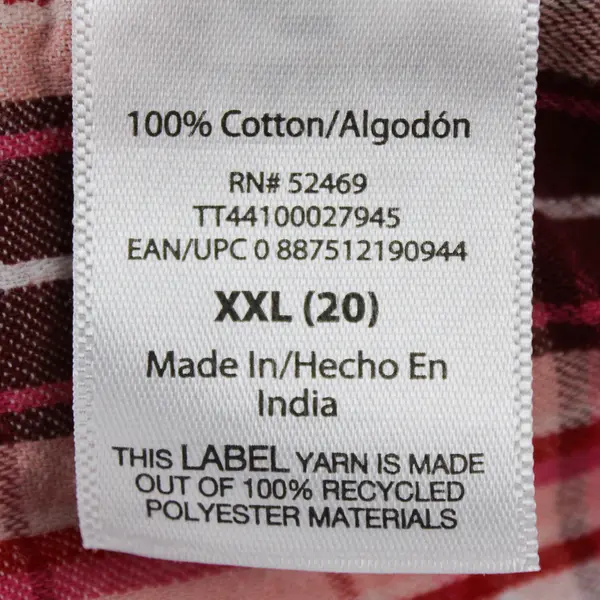 100% Cotton/Algodón
RN# 52469
TT44100027945
EAN/UPC 0 887512190944
XXL (20)
Made In/Hecho En
India
THIS LABEL YARN IS MADE
OUT OF 100% RECYCLED
POLYESTER MATERIALS